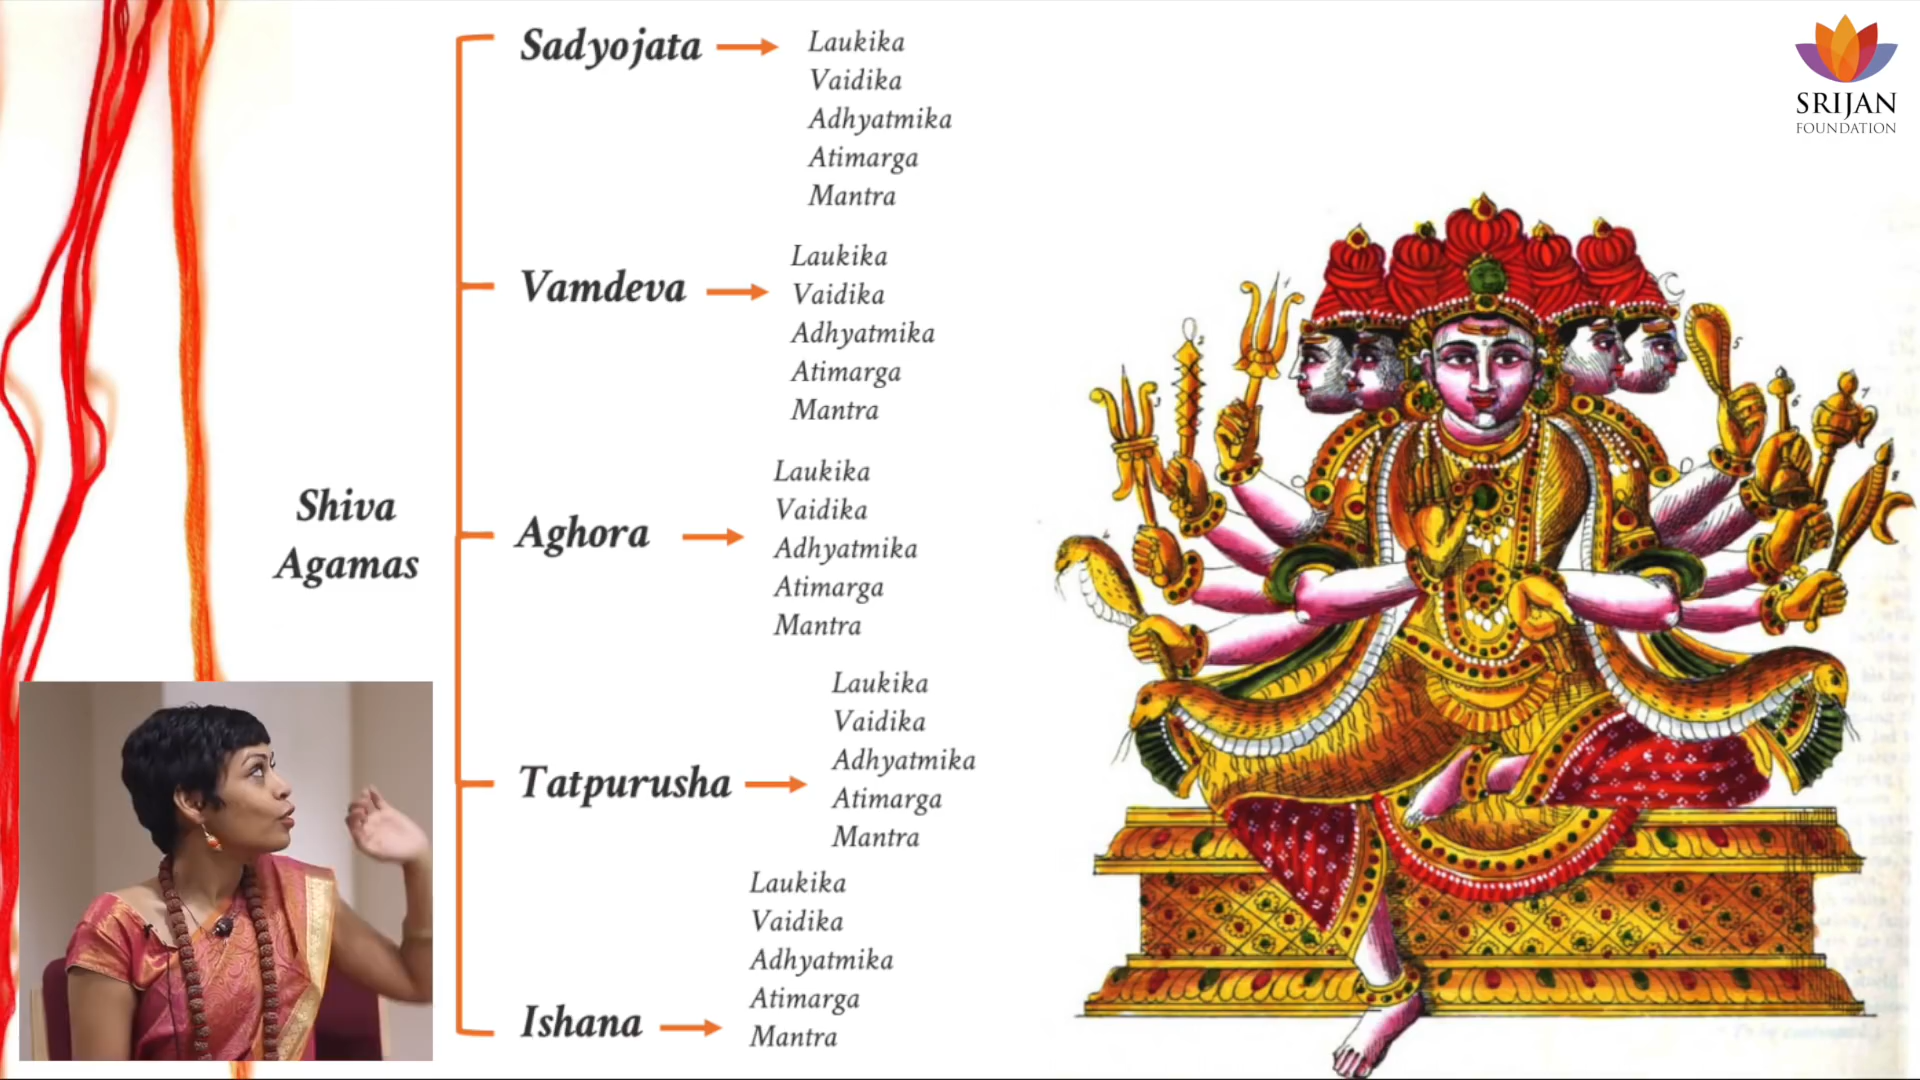 Sadyojata
Laukika
Vaidika
Adhyatmika
Atimarga
Mantra
Vamdeva
Laukika
Vaidika
Adhyatmika
Atimarga
Mantra
Shiva
Agamas
Aghora
Laukika
Vaidika
Adhyatmika
Atimarga
Mantra
Tatpurusha
Laukika
Vaidika
Adhyatmika
Atimarga
Mantra
Ishana
Laukika
Vaidika
Adhyatmika
Atimarga
Mantra
SRIJAN
FOUNDATION